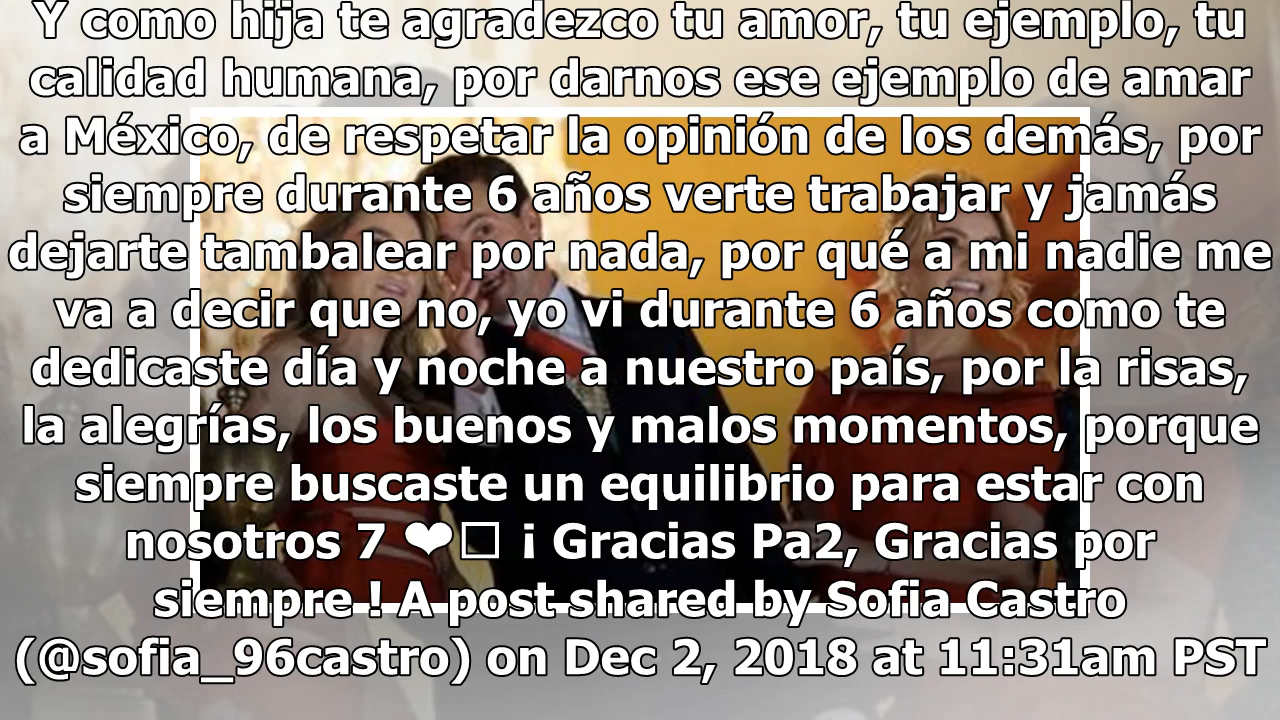 Y como hija te agradezco tu amor, tu ejemplo, tu
calidad humana, por darnos ese ejemplo de amar
a México, de respetar la opinión de los demás, por
siempre durante 6 años verte trabajar y jamás
dejarte tambalear por nada, por qué a mi nadie me
va a decir que no, yo vi durante 6 años como te
dedicaste día y noche a nuestro país, por la risas,
la alegrías, los buenos y malos momentos, porque
siempre buscaste un equilibrio para estar con
nosotros 7 ❤□ ¡ Gracias Pa2, Gracias por
siempre ! A post shared by Sofia Castro
(@sofia_96castro) on Dec 2, 2018 at 11:31am PST